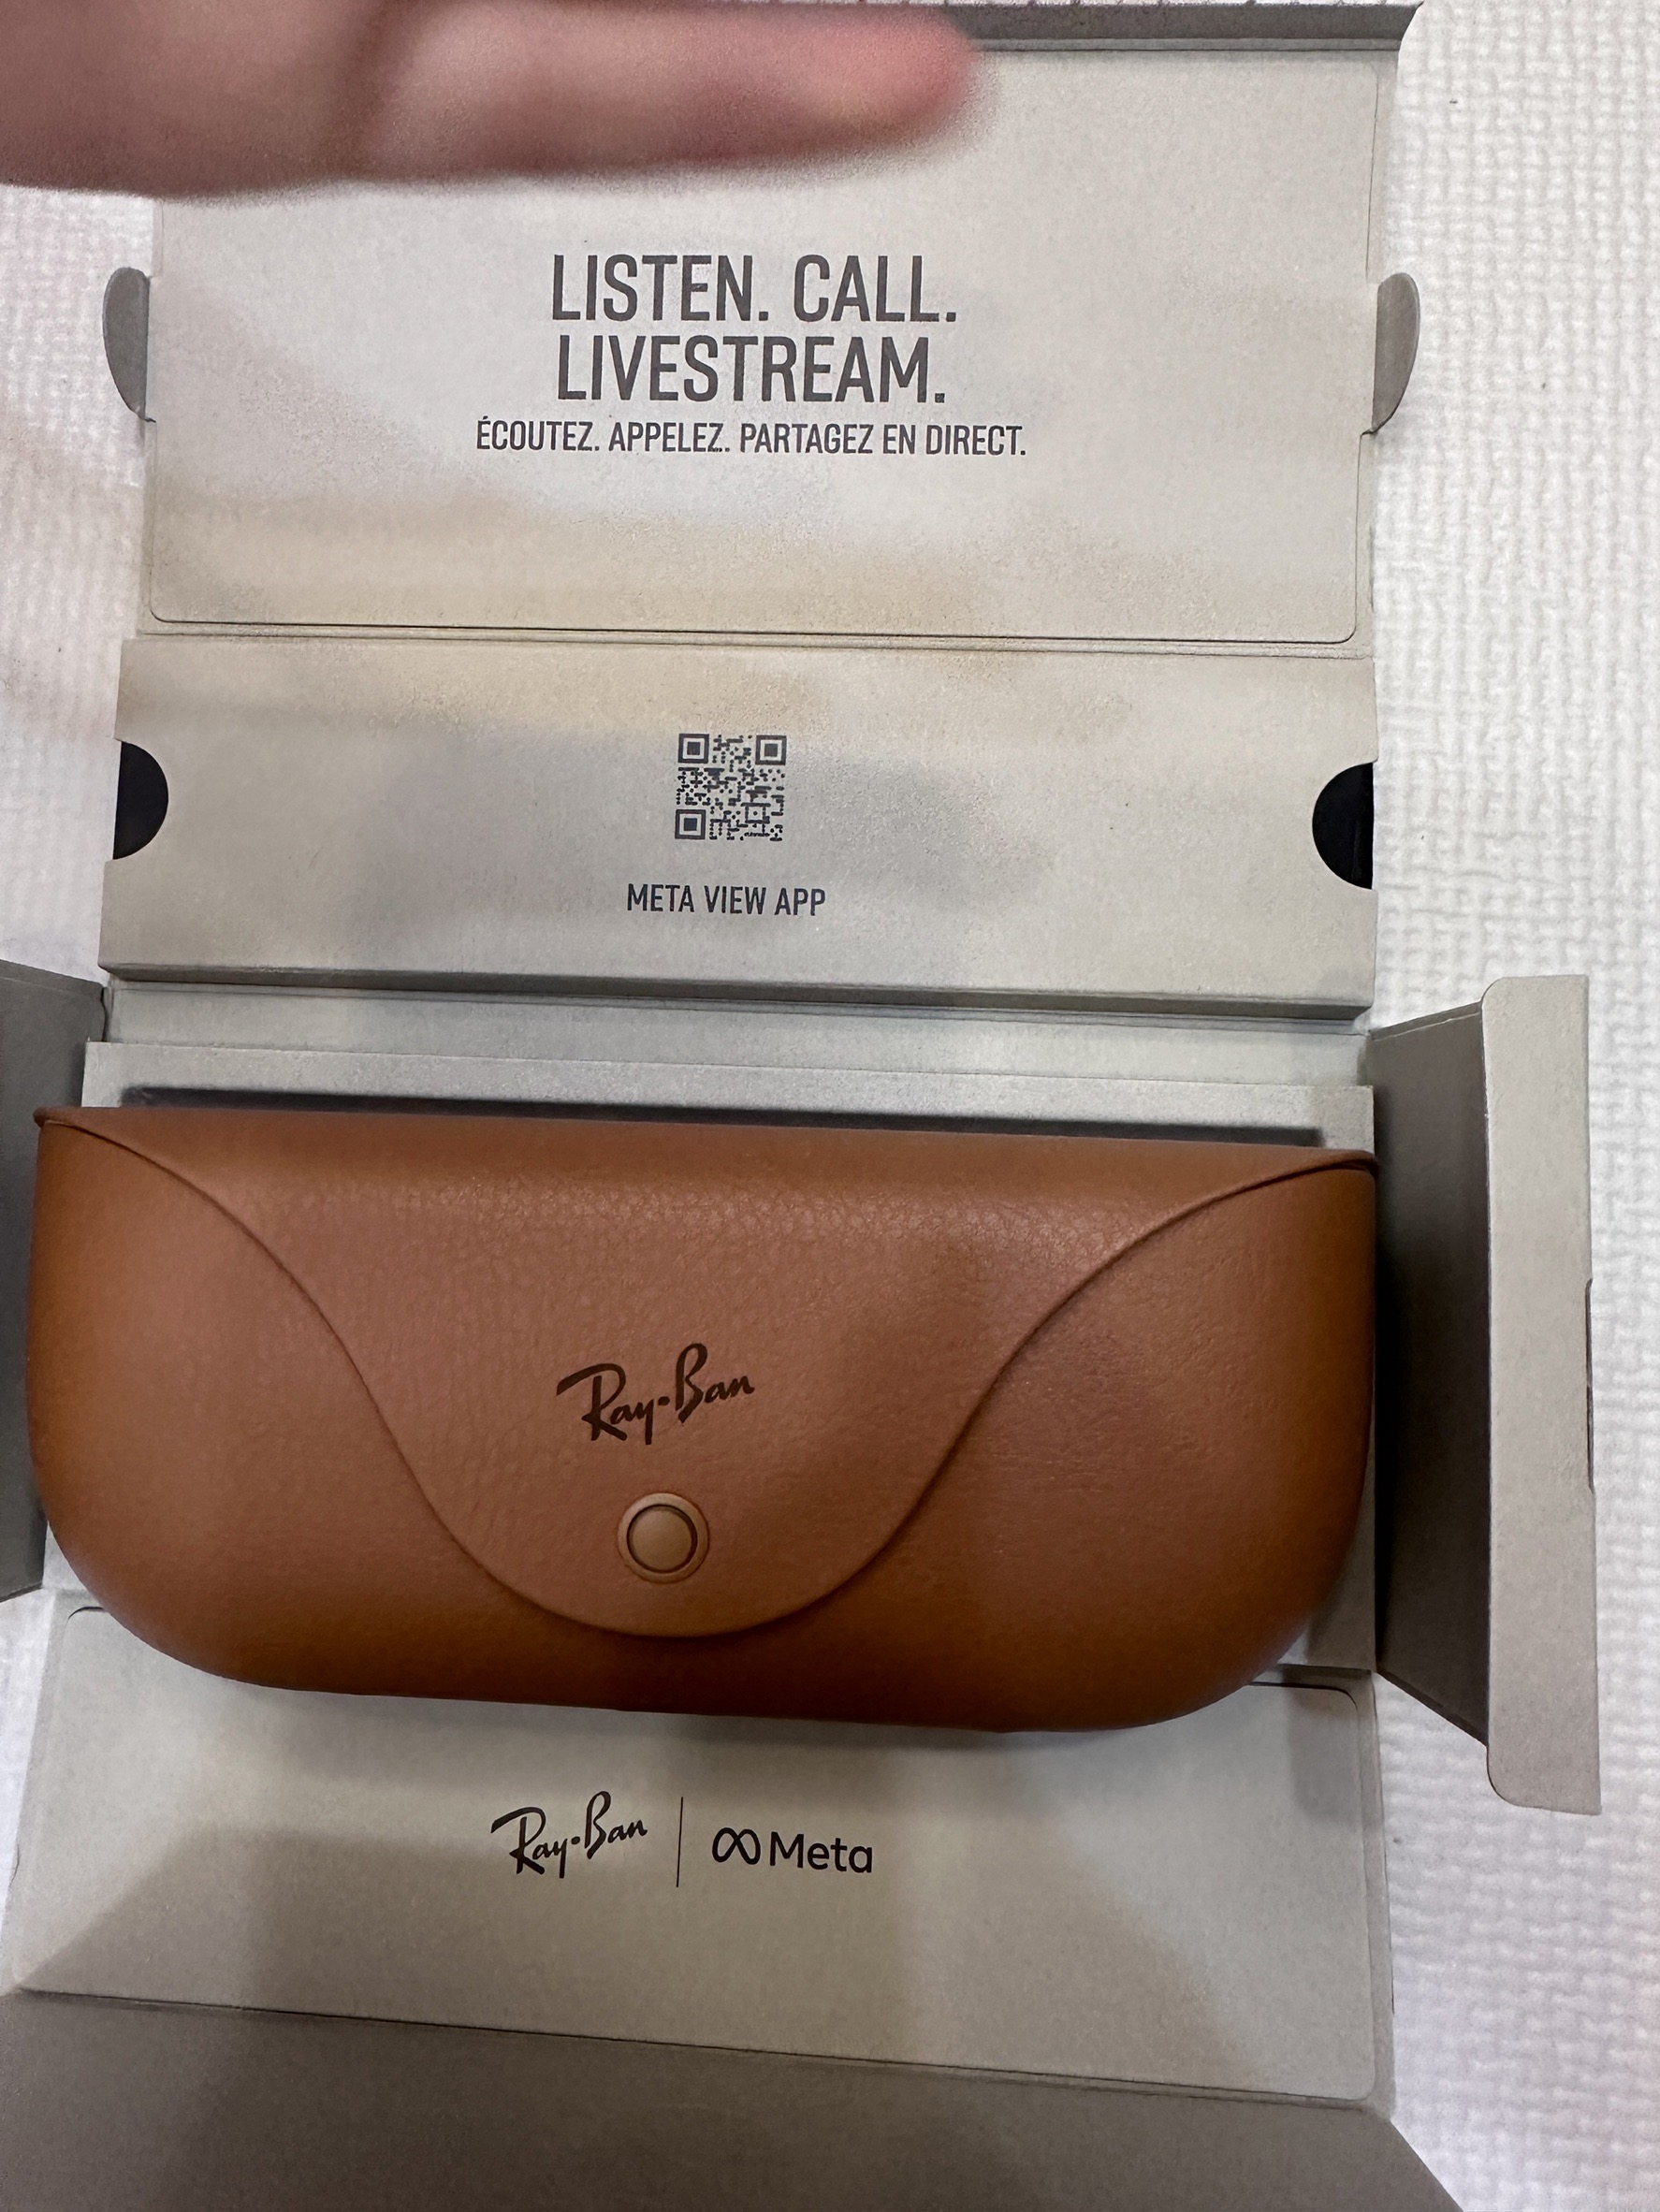 LISTEN. CALL.
LIVESTREAM.
ÉCOUTEZ. APPELEZ. PARTAGEZ EN DIRECT.
META VIEW APP
Ray-Ban
Ray-Ban | Meta